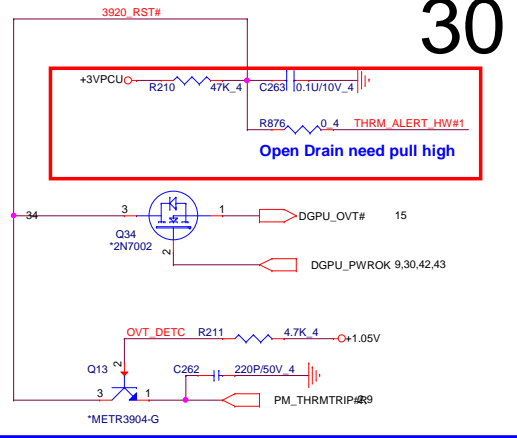 3920_RST#
30
+3VPCU
R210 47K_4
C263 0.1U/10V_4
R876 0_4 THRM_ALERT_HW#1
Open Drain need pull high
34
3
1
DGPU_OVT# 15
Q34
*2N7002
2
DGPU_PWROK 9,30,42,43
OVT_DETC R211 4.7K_4 +1.05V
Q13
2
C262 220P/50V_4
3
1
PM_THRMTRIP#
*METR3904-G